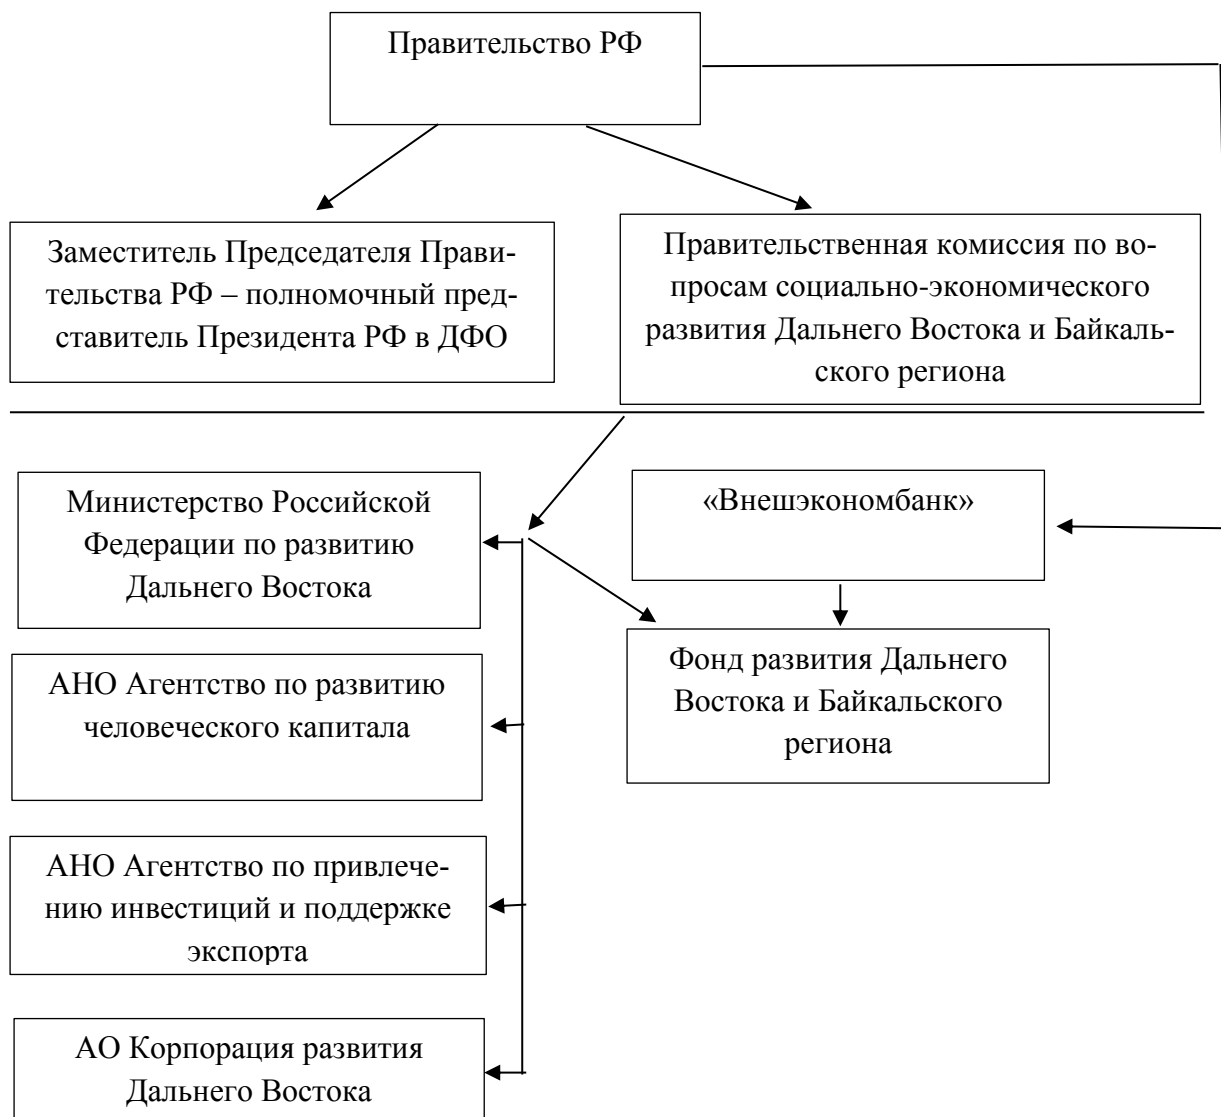 Правительство РФ
Заместитель Председателя Прави-
тельства РФ – полномочный пред-
ставитель Президента РФ в ДФО
Правительственная комиссия по во-
просам социально-экономического
развития Дальнего Востока и Байкаль-
ского региона
Министерство Российской
Федерации по развитию
Дальнего Востока
«Внешэкономбанк»
АНО Агентство по развитию
человеческого капитала
Фонд развития Дальнего
Востока и Байкальского
региона
АНО Агентство по привлече-
нию инвестиций и поддержке
экспорта
АО Корпорация развития
Дальнего Востока